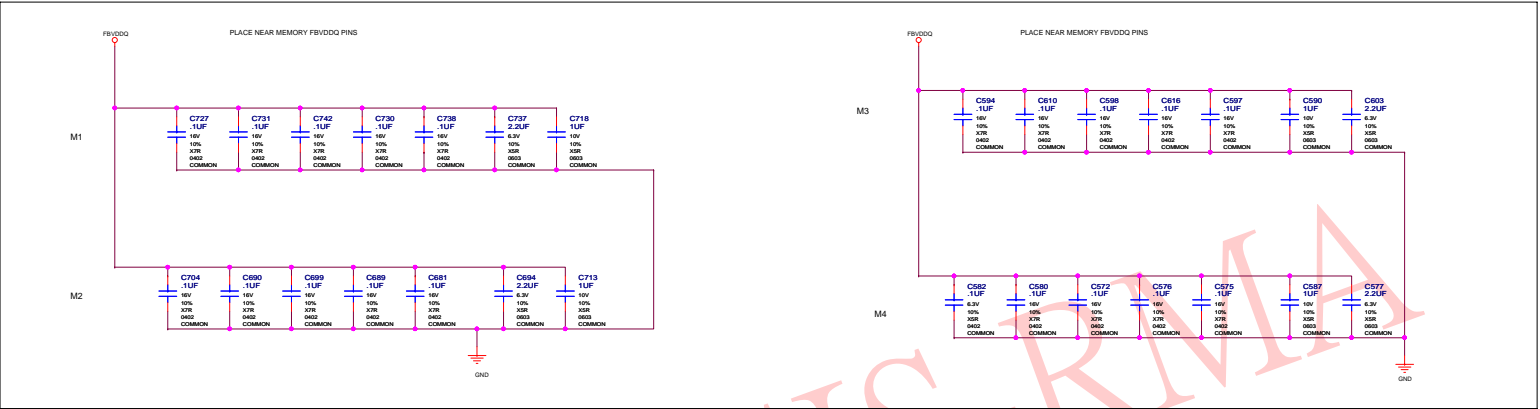 FBVDDQ
PLACE NEAR MEMORY FBVDDQ PINS
M1
C727
.1UF
16V
10%
X7R
0402
COMMON
C731
.1UF
16V
10%
X7R
0402
COMMON
C742
.1UF
16V
10%
X7R
0402
COMMON
C730
.1UF
16V
10%
X7R
0402
COMMON
C738
.1UF
16V
10%
X7R
0402
COMMON
C737
2.2UF
6.3V
10%
X5R
0603
COMMON
C718
1UF
10V
10%
X5R
0603
COMMON
M2
C704
.1UF
16V
10%
X7R
0402
COMMON
C690
.1UF
16V
10%
X7R
0402
COMMON
C699
.1UF
16V
10%
X7R
0402
COMMON
C689
.1UF
16V
10%
X7R
0402
COMMON
C681
.1UF
16V
10%
X7R
0402
COMMON
C694
2.2UF
6.3V
10%
X5R
0603
COMMON
C713
1UF
10V
10%
X5R
0603
COMMON
GND
FBVDDQ
PLACE NEAR MEMORY FBVDDQ PINS
M3
C594
.1UF
16V
10%
X7R
0402
COMMON
C610
.1UF
16V
10%
X7R
0402
COMMON
C598
.1UF
16V
10%
X7R
0402
COMMON
C616
.1UF
16V
10%
X7R
0402
COMMON
C597
.1UF
16V
10%
X7R
0402
COMMON
C590
1UF
10V
10%
X5R
0603
COMMON
C603
2.2UF
6.3V
10%
X5R
0603
COMMON
M4
C582
.1UF
6.3V
10%
X7R
0402
COMMON
C580
.1UF
16V
10%
X7R
0402
COMMON
C572
.1UF
16V
10%
X7R
0402
COMMON
C576
.1UF
16V
10%
X7R
0402
COMMON
C575
.1UF
16V
10%
X7R
0402
COMMON
C587
1UF
10V
10%
X5R
0603
COMMON
C577
2.2UF
6.3V
10%
X5R
0603
COMMON
GND
RMA